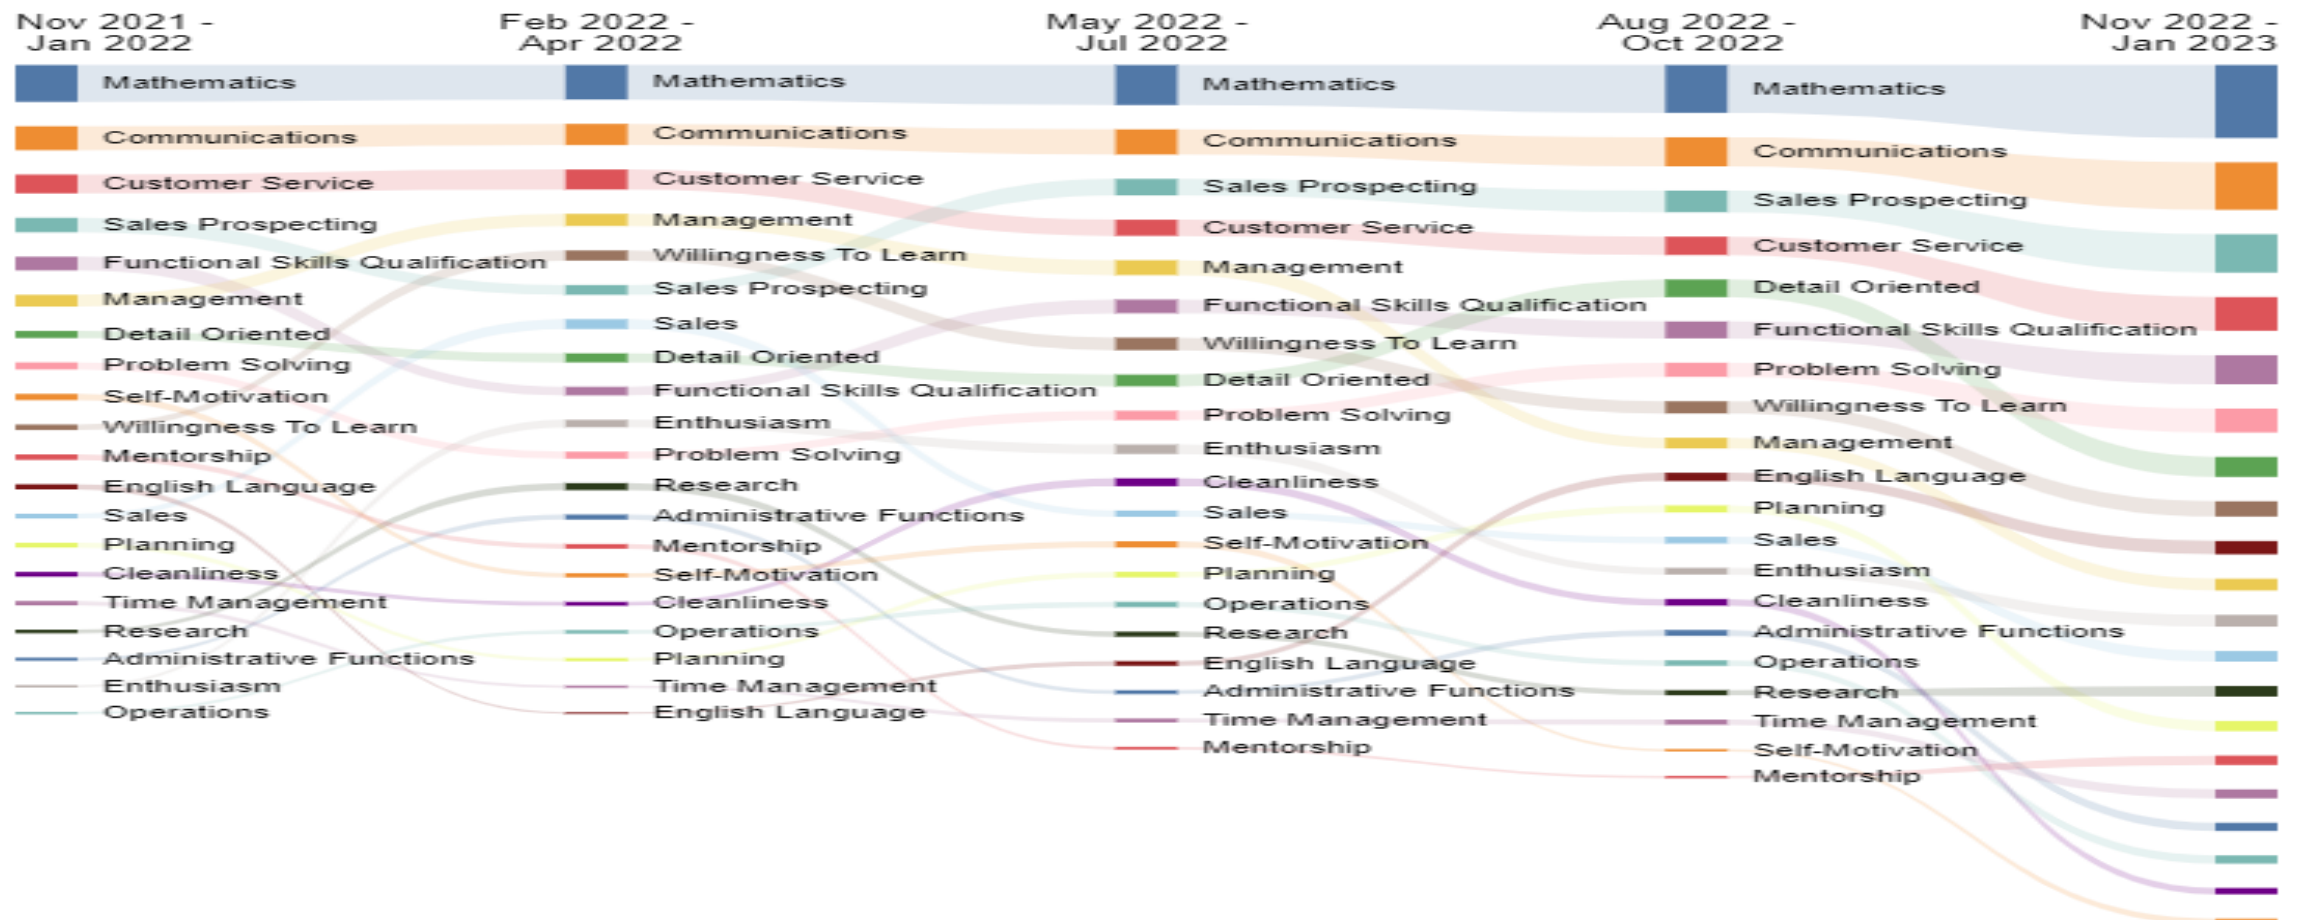 Nov 2021 -
Jan 2022
Feb 2022 -
Apr 2022
May 2022 -
Jul 2022
Aug 2022 -
Oct 2022
Nov 2022 -
Jan 2023
Mathematics
Communications
Customer Service
Sales Prospecting
Functional Skills Qualification
Management
Detail Oriented
Problem Solving
Self-Motivation
Willingness To Learn
Mentorship
English Language
Sales
Planning
Cleanliness
Time Management
Research
Administrative Functions
Enthusiasm
Operations
Mathematics
Communications
Customer Service
Management
Willingness To Learn
Sales Prospecting
Sales
Detail Oriented
Functional Skills Qualification
Enthusiasm
Problem Solving
Research
Administrative Functions
Mentorship
Self-Motivation
Cleanliness
Operations
Planning
Time Management
English Language
Mathematics
Communications
Sales Prospecting
Customer Service
Management
Functional Skills Qualification
Willingness To Learn
Detail Oriented
Problem Solving
Enthusiasm
Cleanliness
Sales
Self-Motivation
Planning
Operations
Research
English Language
Administrative Functions
Time Management
Mentorship
Mathematics
Communications
Sales Prospecting
Customer Service
Detail Oriented
Functional Skills Qualification
Problem Solving
Willingness To Learn
Management
English Language
Planning
Sales
Enthusiasm
Cleanliness
Administrative Functions
Operations
Research
Time Management
Self-Motivation
Mentorship